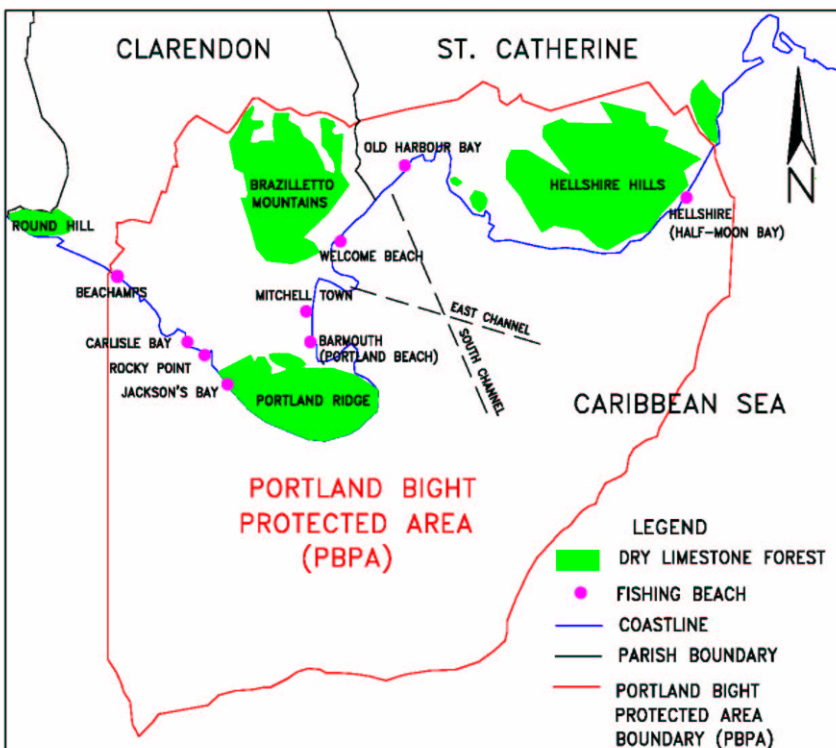 CLARENDON
ST. CATHERINE
OLD HARBOUR BAY
BRAZILLETTO
MOUNTAINS
HELLSHIRE HILLS
N
ROUND HILL
HELLSHIRE
(HALF-MOON BAY)
WELCOME BEACH
BEACHAMPS
MITCHELL TOWN
EAST CHANNEL
CARLISLE BAY
BARMOUTH
(PORTLAND BEACH)
SOUTH CHANNEL
ROCKY POINT
JACKSON'S BAY
PORTLAND RIDGE
CARIBBEAN SEA
PORTLAND BIGHT
PROTECTED AREA
(PBPA)
LEGEND
DRY LIMESTONE FOREST
FISHING BEACH
COASTLINE
PARISH BOUNDARY
PORTLAND BIGHT
PROTECTED AREA
BOUNDARY (PBPA)